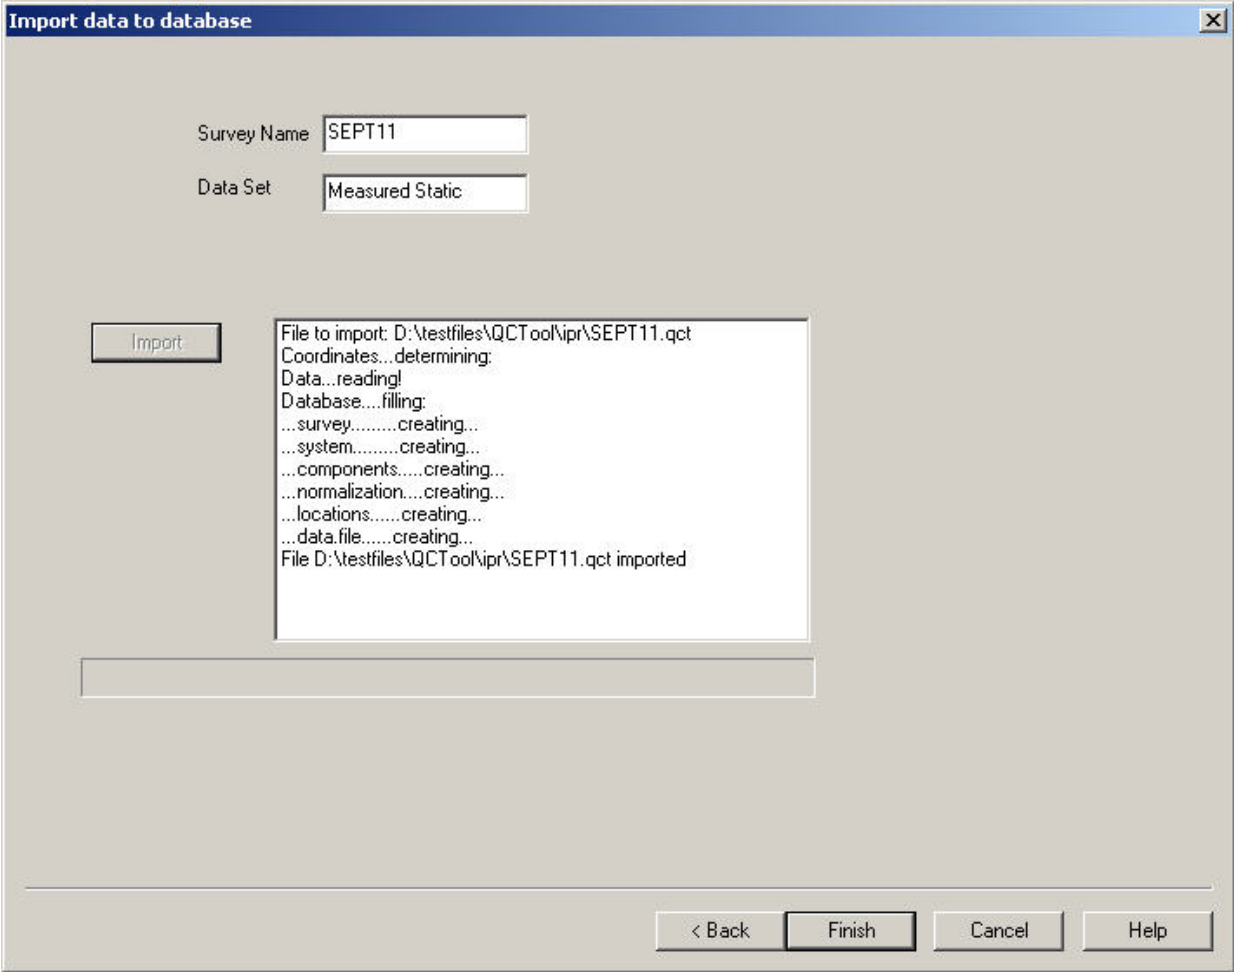 Import data to database
Survey Name SEPT11
Data Set Measured Static
Import
File to import: D:\testfiles\QCTool\ipr\SEPT11.qct
Coordinates...determining:
Data...reading!
Database....filling:
...survey.........creating...
...system.........creating...
...components.....creating...
...normalization....creating...
...locations......creating...
...data.file......creating...
File D:\testfiles\QCTool\ipr\SEPT11.qct imported
< Back Finish Cancel Help